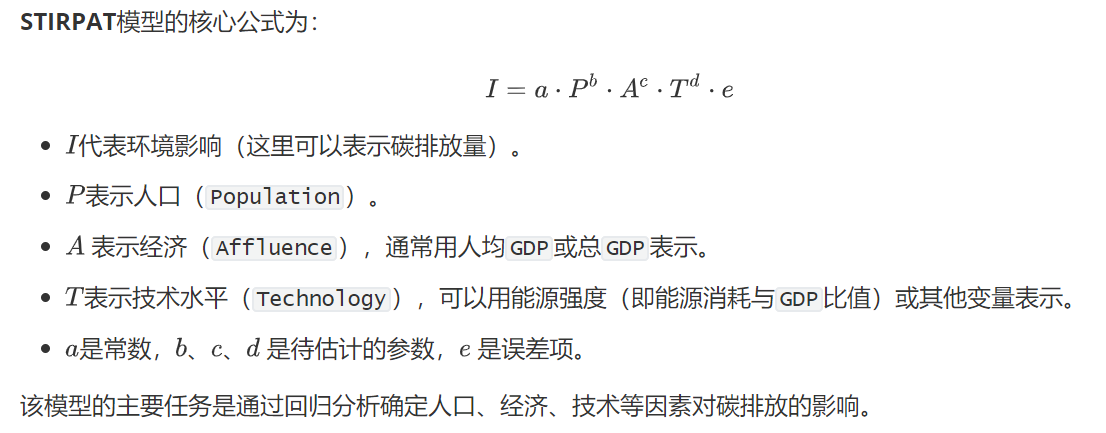 STIRPAT模型的核心公式为：
I = a · P^b · A^c · T^d · e
• I代表环境影响（这里可以表示碳排放量）。
• P表示人口（Population）。
• A 表示经济（Affluence），通常用人均GDP或总GDP表示。
• T表示技术水平（Technology），可以用能源强度（即能源消耗与GDP比值）或其他变量表示。
• a是常数，b、c、d 是待估计的参数，e 是误差项。
该模型的主要任务是通过回归分析确定人口、经济、技术等因素对碳排放的影响。